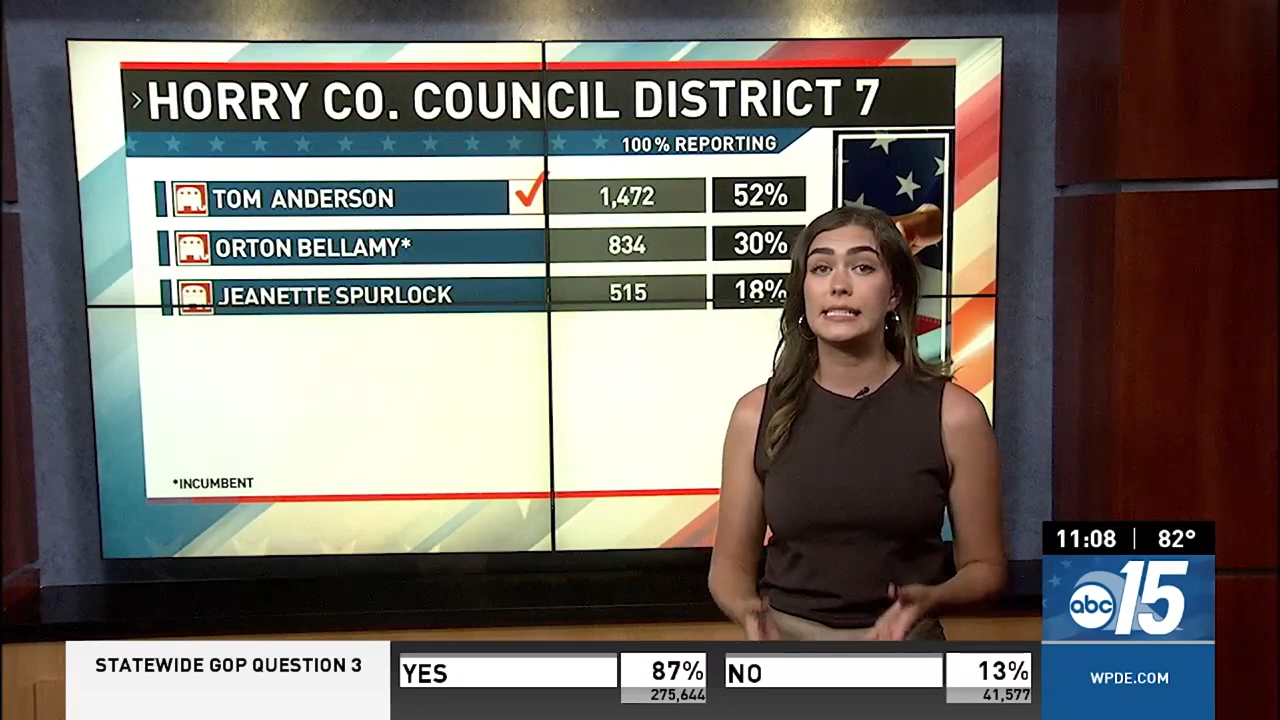 >HORRY CO. COUNCIL DISTRICT 7
100% REPORTING
TOM ANDERSON 1,472 52%
ORTON BELLAMY* 834 30%
JEANETTE SPURLOCK 515 18%
*INCUMBENT
11:08 | 82°
abc 15
WPDE.COM
STATEWIDE GOP QUESTION 3
YES 87% 275,644
NO 13% 41,577